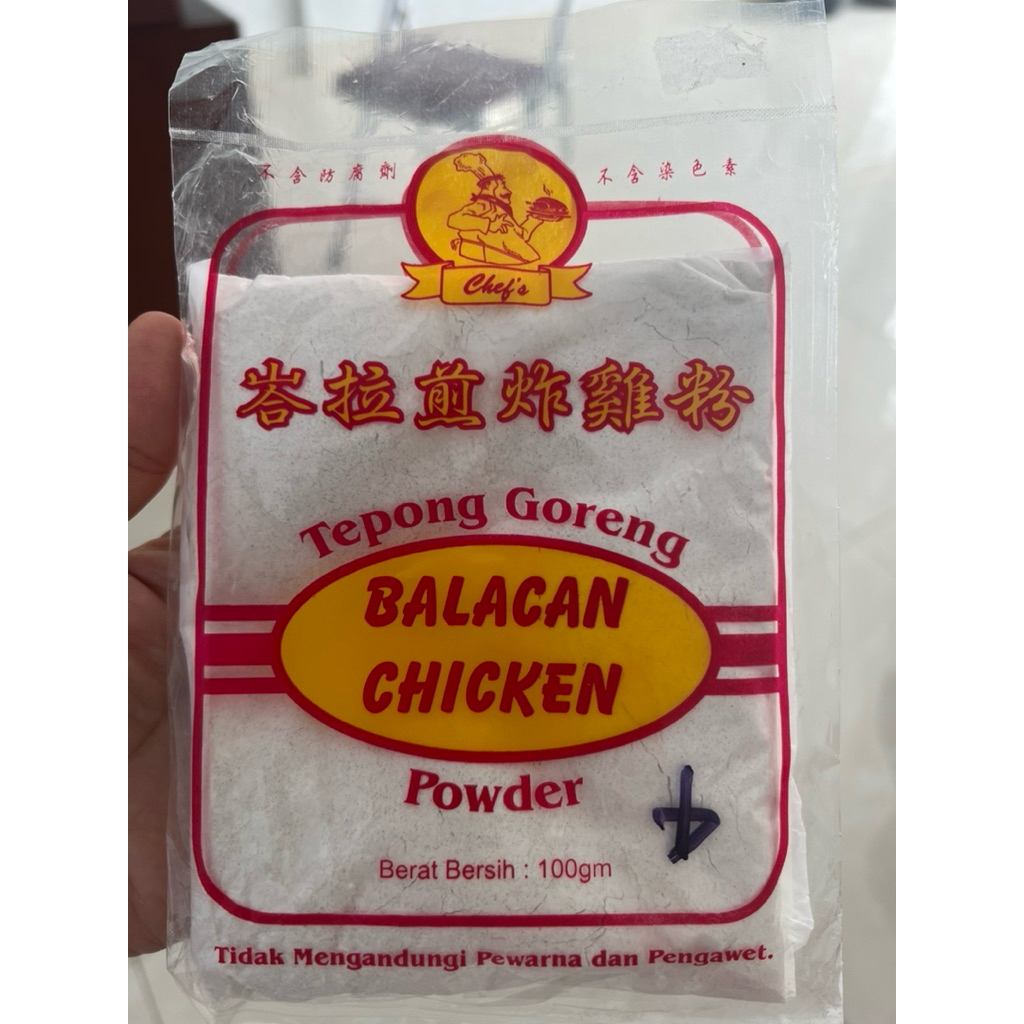 不含防腐劑
不含染色素
Chef's
峇拉煎炸雞粉
Tepong Goreng
BALACAN
CHICKEN
Powder
Berat Bersih : 100gm
Tidak Mengandungi Pewarna dan Pengawet.